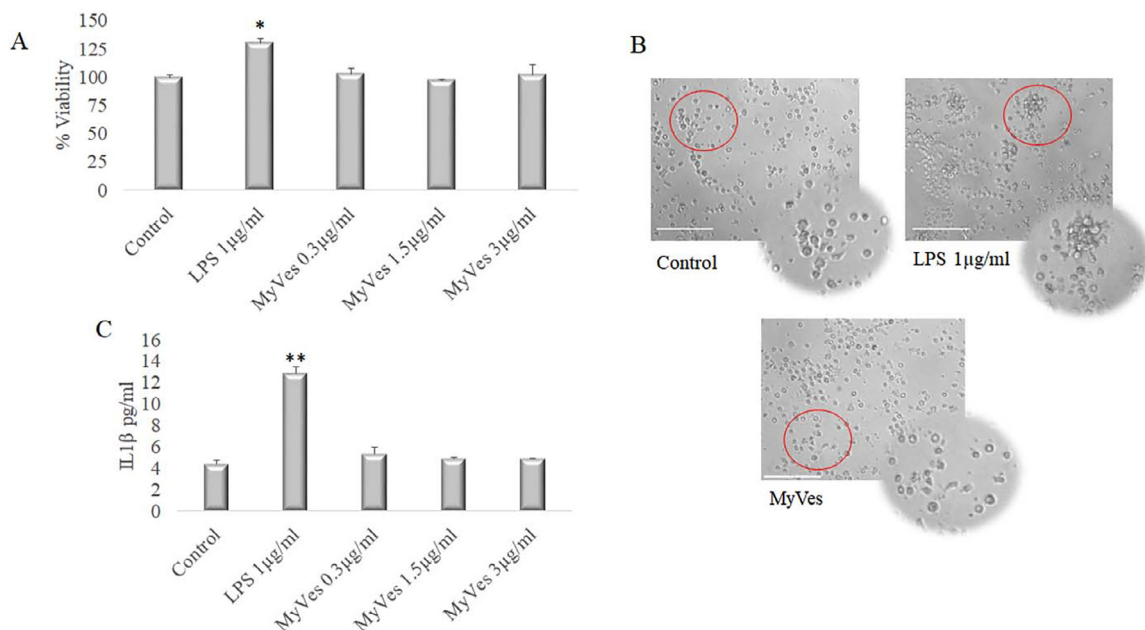 A
% Viability
150
125
100
75
50
25
0
*
Control
LPS 1µg/ml
MyVes 0.3µg/ml
MyVes 1.5µg/ml
MyVes 3µg/ml
B
Control
LPS 1µg/ml
MyVes
C
IL1β pg/ml
16
14
12
10
8
6
4
2
0
**
Control
LPS 1µg/ml
MyVes 0.3µg/ml
MyVes 1.5µg/ml
MyVes 3µg/ml